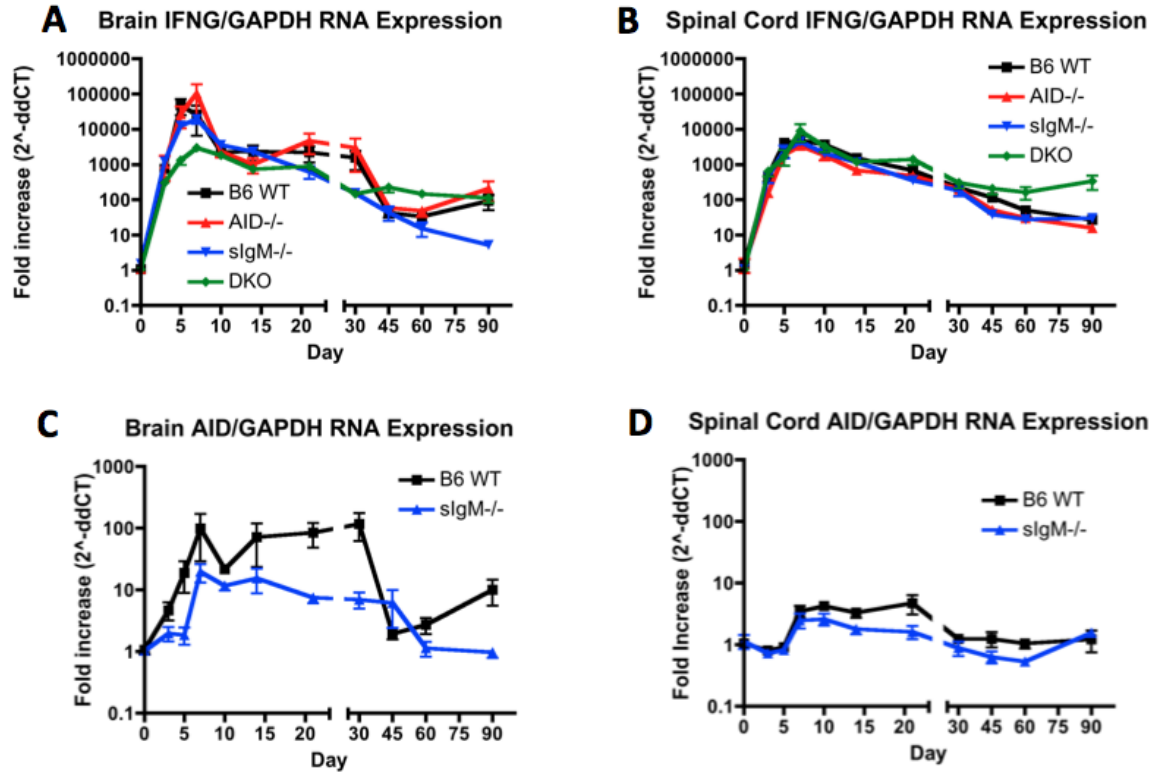 A
Brain IFNG/GAPDH RNA Expression
Fold increase (2^-ddCT)
1000000
100000
10000
1000
100
10
1
0.1
B6 WT
AID-/-
sIgM-/-
DKO
0 5 10 15 20 30 45 60 75 90
Day
B
Spinal Cord IFNG/GAPDH RNA Expression
Fold increase (2^-ddCT)
1000000
100000
10000
1000
100
10
1
0.1
B6 WT
AID-/-
sIgM-/-
DKO
0 5 10 15 20 30 45 60 75 90
Day
C
Brain AID/GAPDH RNA Expression
Fold increase (2^-ddCT)
1000
100
10
1
0.1
B6 WT
sIgM-/-
0 5 10 15 20 30 45 60 75 90
Day
D
Spinal Cord AID/GAPDH RNA Expression
Fold Increase (2^-ddCT)
1000
100
10
1
0.1
B6 WT
sIgM-/-
0 5 10 15 20 30 45 60 75 90
Day